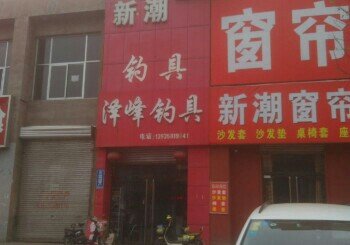 新潮
钓具
泽峰钓具
窗帘
新潮窗帘
沙发套 沙发垫 桌椅套 座